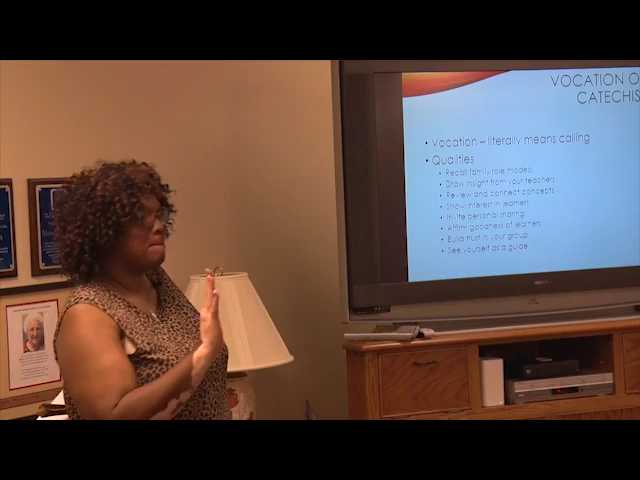 VOCATION O
CATECHIS
• Vocation – literally means calling
• Qualities
• Recall family role models
• Draw insight from your teachers
• Review and connect concepts
• Show interest in learners
• Invite personal sharing
• Affirm goodness of learners
• Build trust in your group
• See yourself as a guide